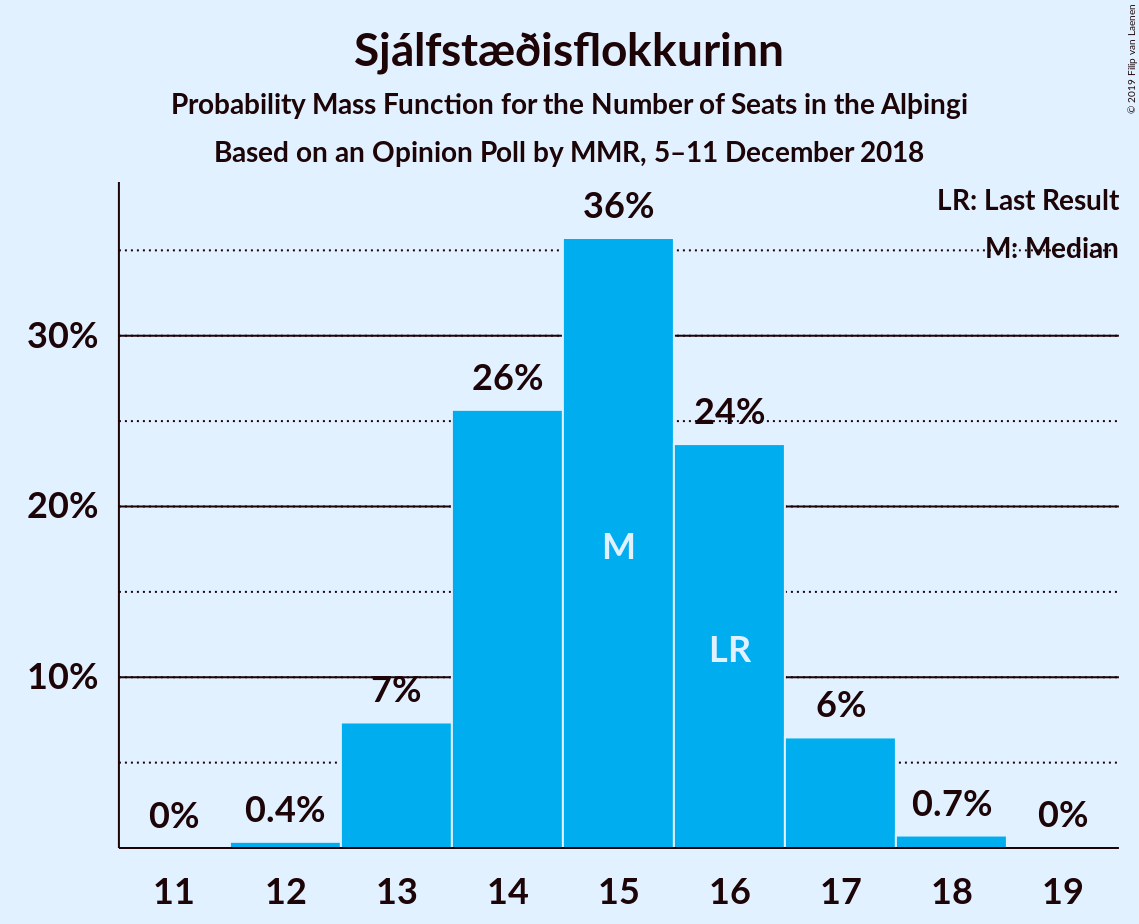 Sjálfstæðisflokkurinn
Probability Mass Function for the Number of Seats in the Alþingi
Based on an Opinion Poll by MMR, 5–11 December 2018
© 2019 Filip van Laenen
LR: Last Result
M: Median
36%
30%
26%
24%
20%
M
LR
10%
7%
6%
0%
0.4%
0.7%
0%
11 12 13 14 15 16 17 18 19